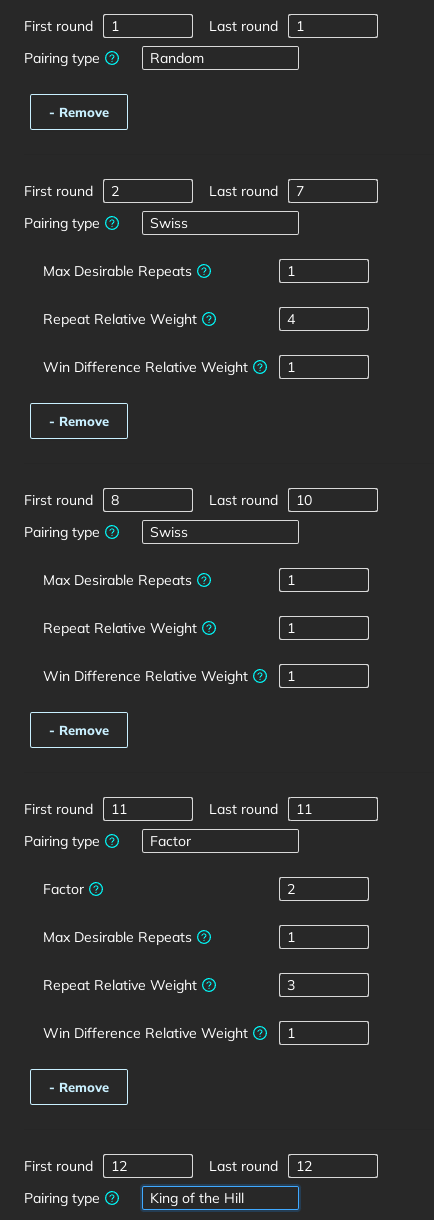 First round 1 Last round 1
Pairing type ? Random
- Remove
First round 2 Last round 7
Pairing type ? Swiss
Max Desirable Repeats ? 1
Repeat Relative Weight ? 4
Win Difference Relative Weight ? 1
- Remove
First round 8 Last round 10
Pairing type ? Swiss
Max Desirable Repeats ? 1
Repeat Relative Weight ? 1
Win Difference Relative Weight ? 1
- Remove
First round 11 Last round 11
Pairing type ? Factor
Factor ? 2
Max Desirable Repeats ? 1
Repeat Relative Weight ? 3
Win Difference Relative Weight ? 1
- Remove
First round 12 Last round 12
Pairing type ? King of the Hill